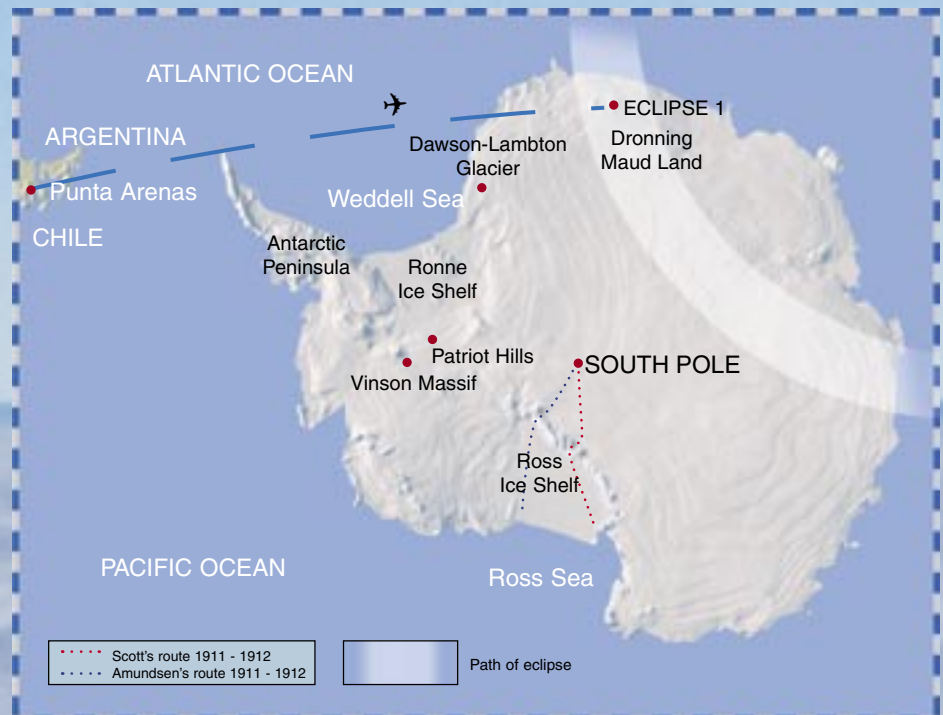 ATLANTIC OCEAN
ECLIPSE 1
ARGENTINA
Dawson-Lambton
Glacier
Dronning
Maud Land
Punta Arenas
Weddell Sea
CHILE
Antarctic
Peninsula
Ronne
Ice Shelf
Patriot Hills
SOUTH POLE
Vinson Massif
Ross
Ice Shelf
PACIFIC OCEAN
Ross Sea
Scott's route 1911 - 1912
Amundsen's route 1911 - 1912
Path of eclipse